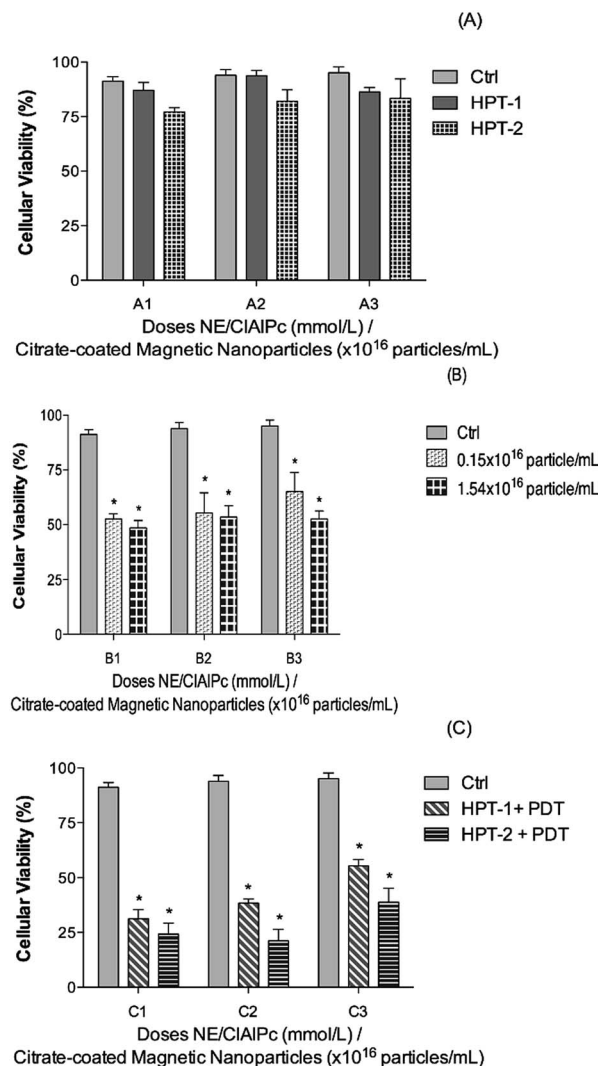 (A)
Cellular Viability (%)
100
75
50
25
0
Ctrl
HPT-1
HPT-2
A1 A2 A3
Doses NE/ClAlPc (mmol/L) /
Citrate-coated Magnetic Nanoparticles (x10¹⁶ particles/mL)
(B)
Cellular Viability (%)
100
75
50
25
0
Ctrl
0.15x10¹⁶ particle/mL
1.54x10¹⁶ particle/mL
* * * * * *
B1 B2 B3
Doses NE/ClAlPc (mmol/L) /
Citrate-coated Magnetic Nanoparticles (x10¹⁶ particles/mL)
(C)
Cellular Viability (%)
100
75
50
25
0
Ctrl
HPT-1+ PDT
HPT-2 + PDT
* * * * * *
C1 C2 C3
Doses NE/ClAlPc (mmol/L) /
Citrate-coated Magnetic Nanoparticles (x10¹⁶ particles/mL)